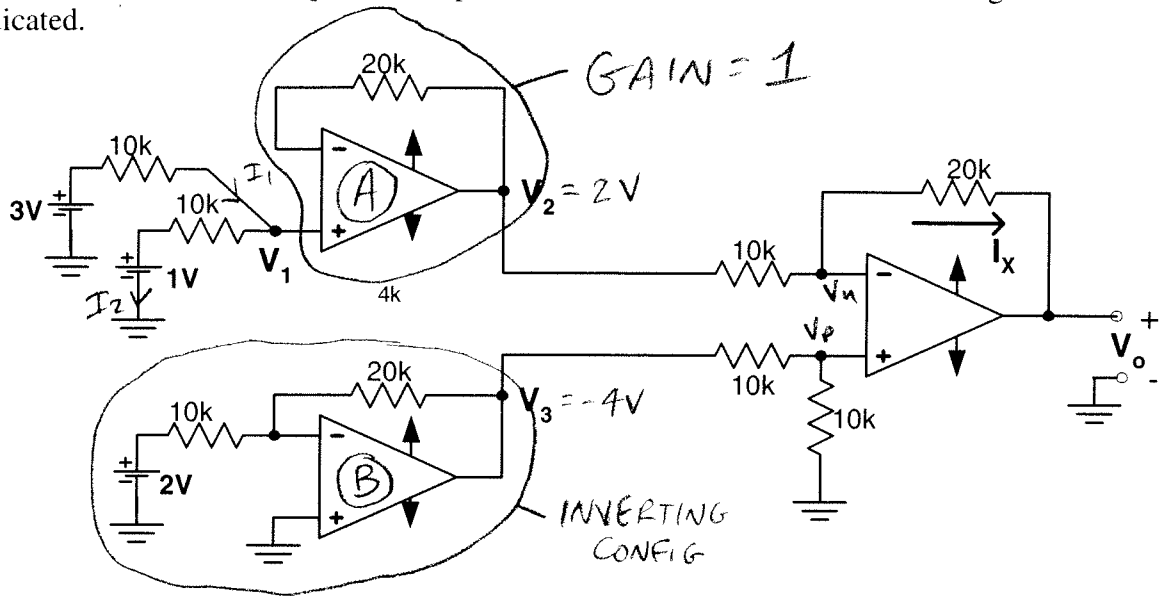 icated.
20k
GAIN = 1
10k
I1
A
-
+
20k
3V
+
-
10k
V2 = 2V
V1
10k
Ix
1V
+
-
I2
4k
Vn
-
+
Vp
Vo
+
-
10k
10k
20k
V3 = -4V
10k
B
-
+
2V
+
-
INVERTING
CONFIG